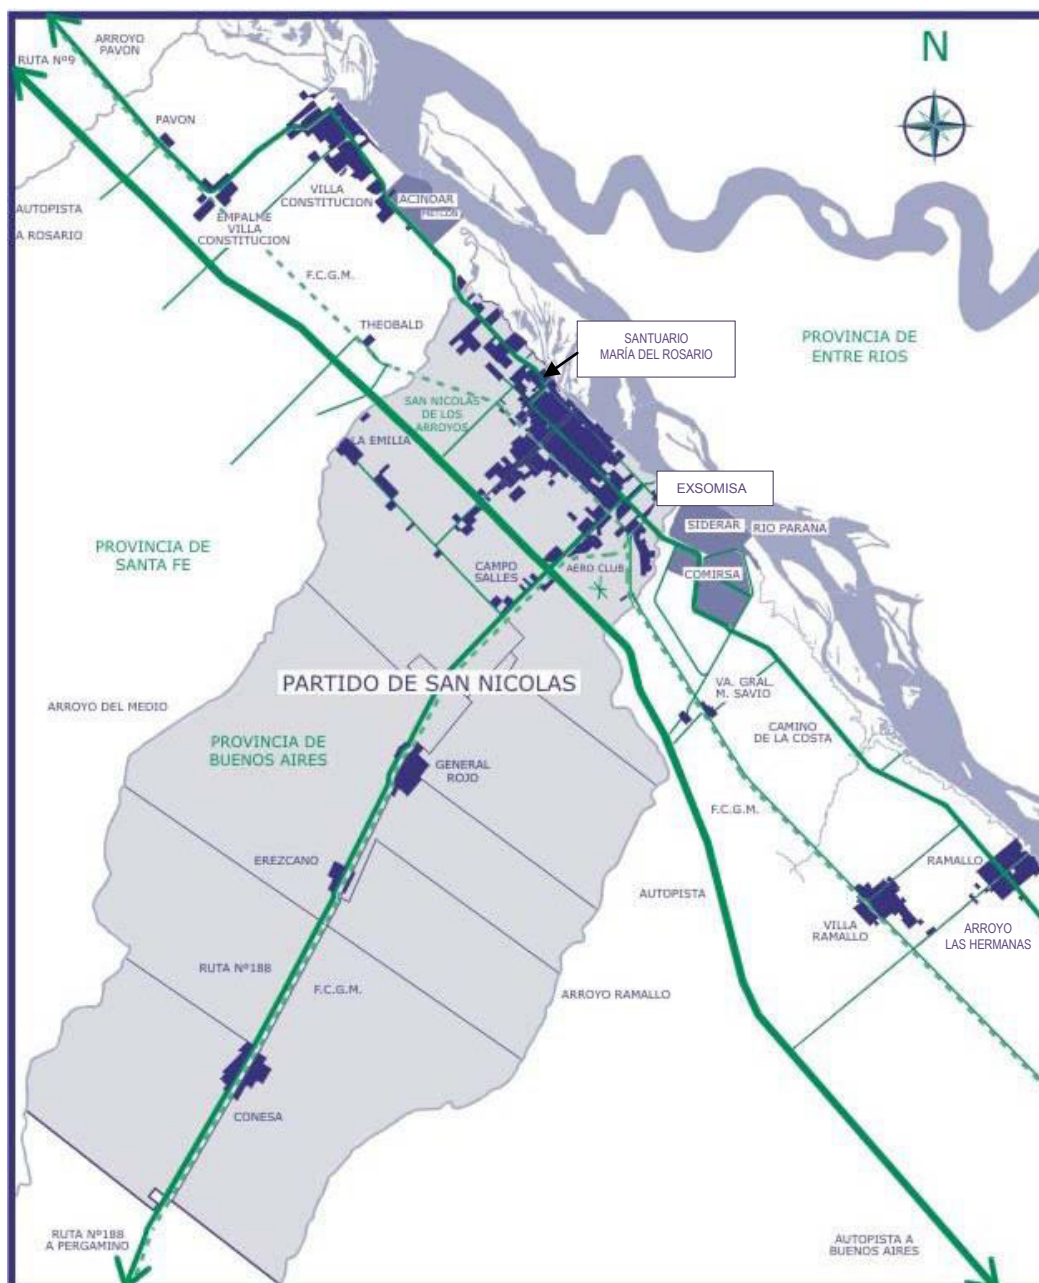 N
ARROYO
PAVON
RUTA Nº9
PAVON
AUTOPISTA
A ROSARIO
VILLA
CONSTITUCION
EMPALME
VILLA
CONSTITUCION
ACINDAR
F.C.G.M.
THEOBALD
SANTUARIO
MARÍA DEL ROSARIO
PROVINCIA DE
ENTRE RIOS
SAN NICOLAS
DE LOS
ARROYOS
LA EMILIA
EXSOMISA
SIDERAR
RIO PARANA
PROVINCIA DE
SANTA FE
CAMPO
SALLES
AERO CLUB
COMIRSA
PARTIDO DE SAN NICOLAS
VA. GRAL.
M. SAVIO
ARROYO DEL MEDIO
CAMINO
DE LA COSTA
PROVINCIA DE
BUENOS AIRES
GENERAL
ROJO
F.C.G.M.
EREZCANO
RAMALLO
AUTOPISTA
VILLA
RAMALLO
ARROYO
LAS HERMANAS
RUTA Nº188
F.C.G.M.
ARROYO RAMALLO
CONESA
RUTA Nº188
A PERGAMINO
AUTOPISTA A
BUENOS AIRES